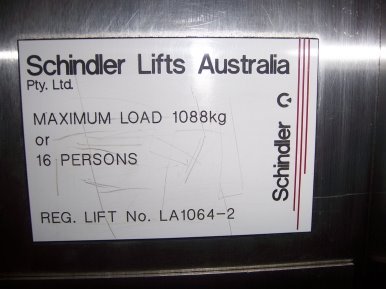 Schindler Lifts Australia
Pty. Ltd.
MAXIMUM LOAD 1088kg
or
16 PERSONS
REG. LIFT No. LA1064-2
Schindler